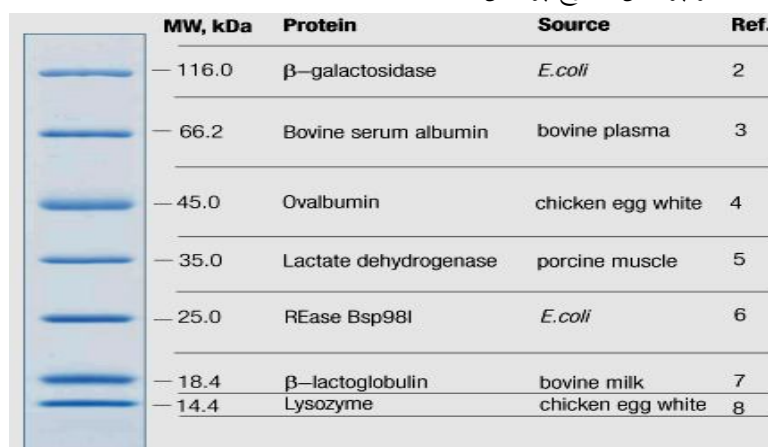 MW, kDa Protein Source Ref.
116.0 β–galactosidase E.coli 2
66.2 Bovine serum albumin bovine plasma 3
45.0 Ovalbumin chicken egg white 4
35.0 Lactate dehydrogenase porcine muscle 5
25.0 REase Bsp98I E.coli 6
18.4 β–lactoglobulin bovine milk 7
14.4 Lysozyme chicken egg white 8